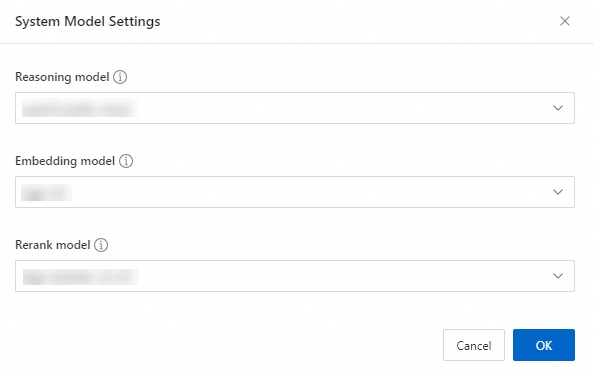 System Model Settings
Reasoning model
Embedding model
Rerank model
Cancel OK